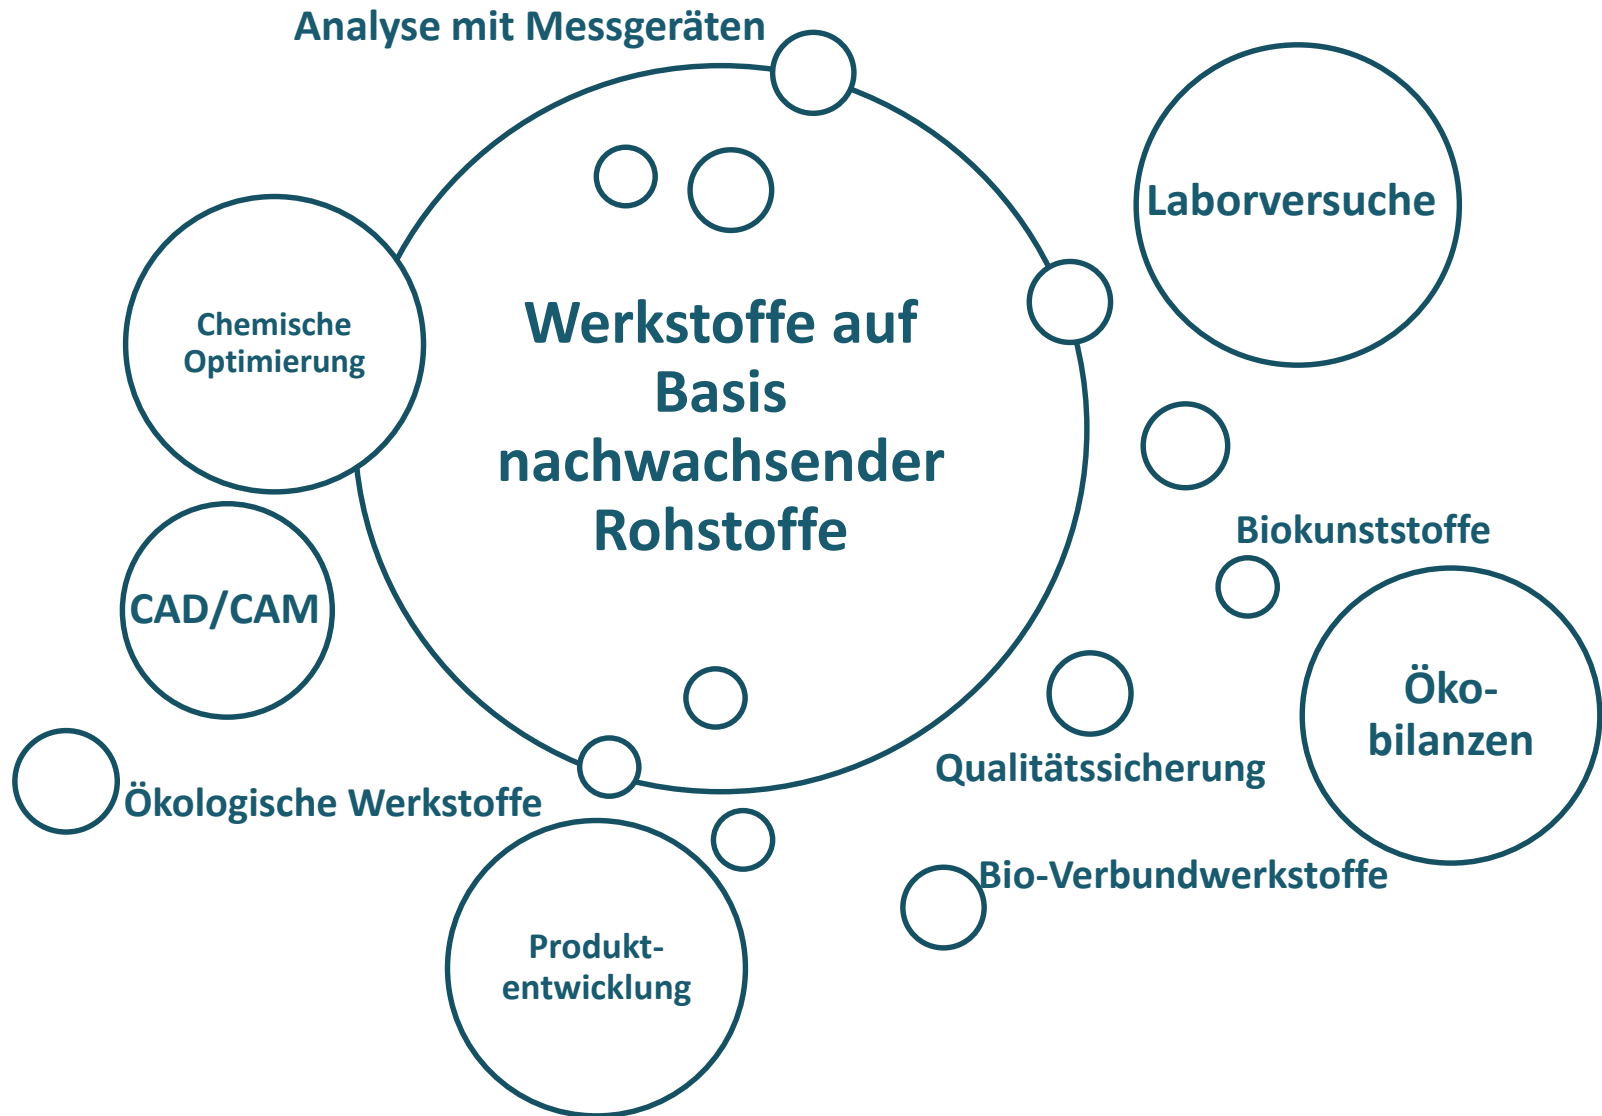 Analyse mit Messgeräten
Laborversuche
Chemische
Optimierung
Werkstoffe auf
Basis
nachwachsender
Rohstoffe
Biokunststoffe
CAD/CAM
Öko-
bilanzen
Qualitätssicherung
Ökologische Werkstoffe
Bio-Verbundwerkstoffe
Produkt-
entwicklung